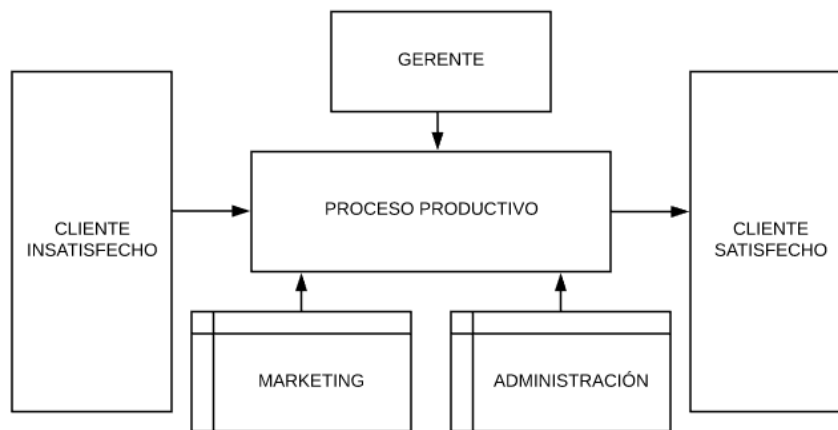 GERENTE
CLIENTE
INSATISFECHO
PROCESO PRODUCTIVO
CLIENTE
SATISFECHO
MARKETING
ADMINISTRACIÓN